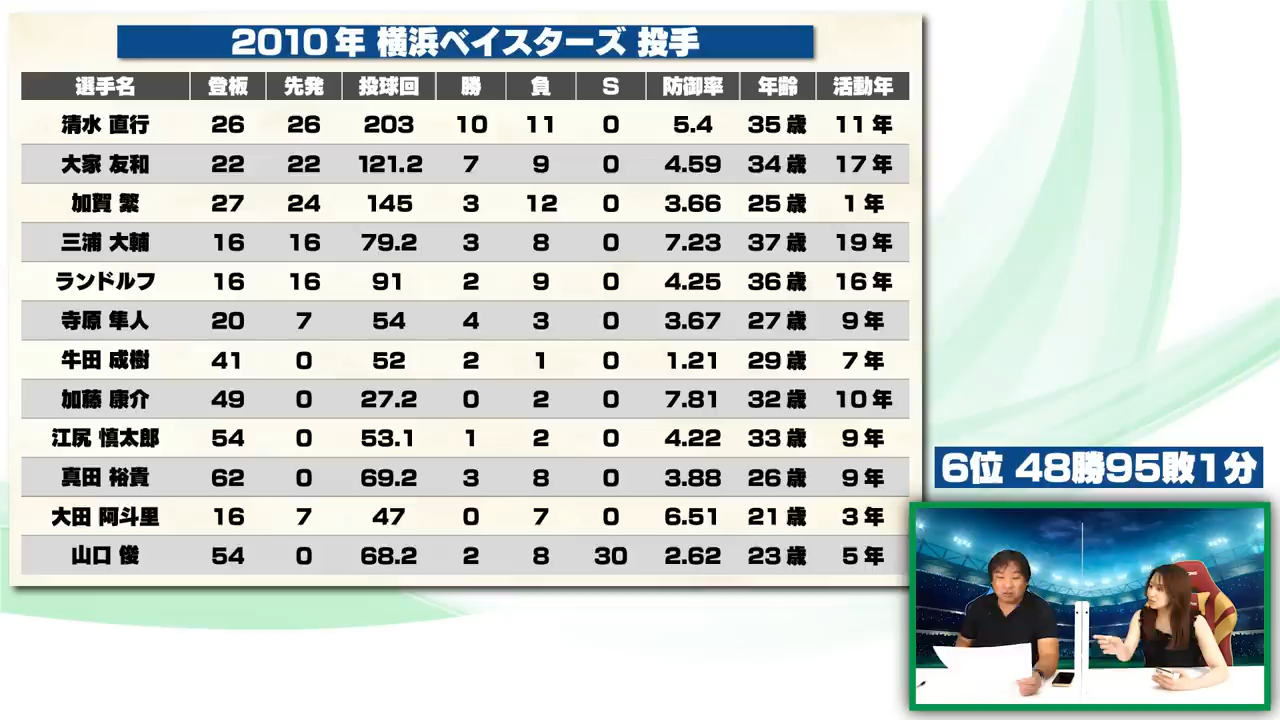 2010年 横浜ベイスターズ 投手
選手名 登板 先発 投球回 勝 負 S 防御率 年齢 活動年
清水 直行 26 26 203 10 11 0 5.4 35歳 11年
大家 友和 22 22 121.2 7 9 0 4.59 34歳 17年
加賀 繁 27 24 145 3 12 0 3.66 25歳 1年
三浦 大輔 16 16 79.2 3 8 0 7.23 37歳 19年
ランドルフ 16 16 91 2 9 0 4.25 36歳 16年
寺原 隼人 20 7 54 4 3 0 3.67 27歳 9年
牛田 成樹 41 0 52 2 1 0 1.21 29歳 7年
加藤 康介 49 0 27.2 0 2 0 7.81 32歳 10年
江尻 慎太郎 54 0 53.1 1 2 0 4.22 33歳 9年
真田 裕貴 62 0 69.2 3 8 0 3.88 26歳 9年
大田 阿斗里 16 7 47 0 7 0 6.51 21歳 3年
山口 俊 54 0 68.2 2 8 30 2.62 23歳 5年
6位 48勝95敗1分